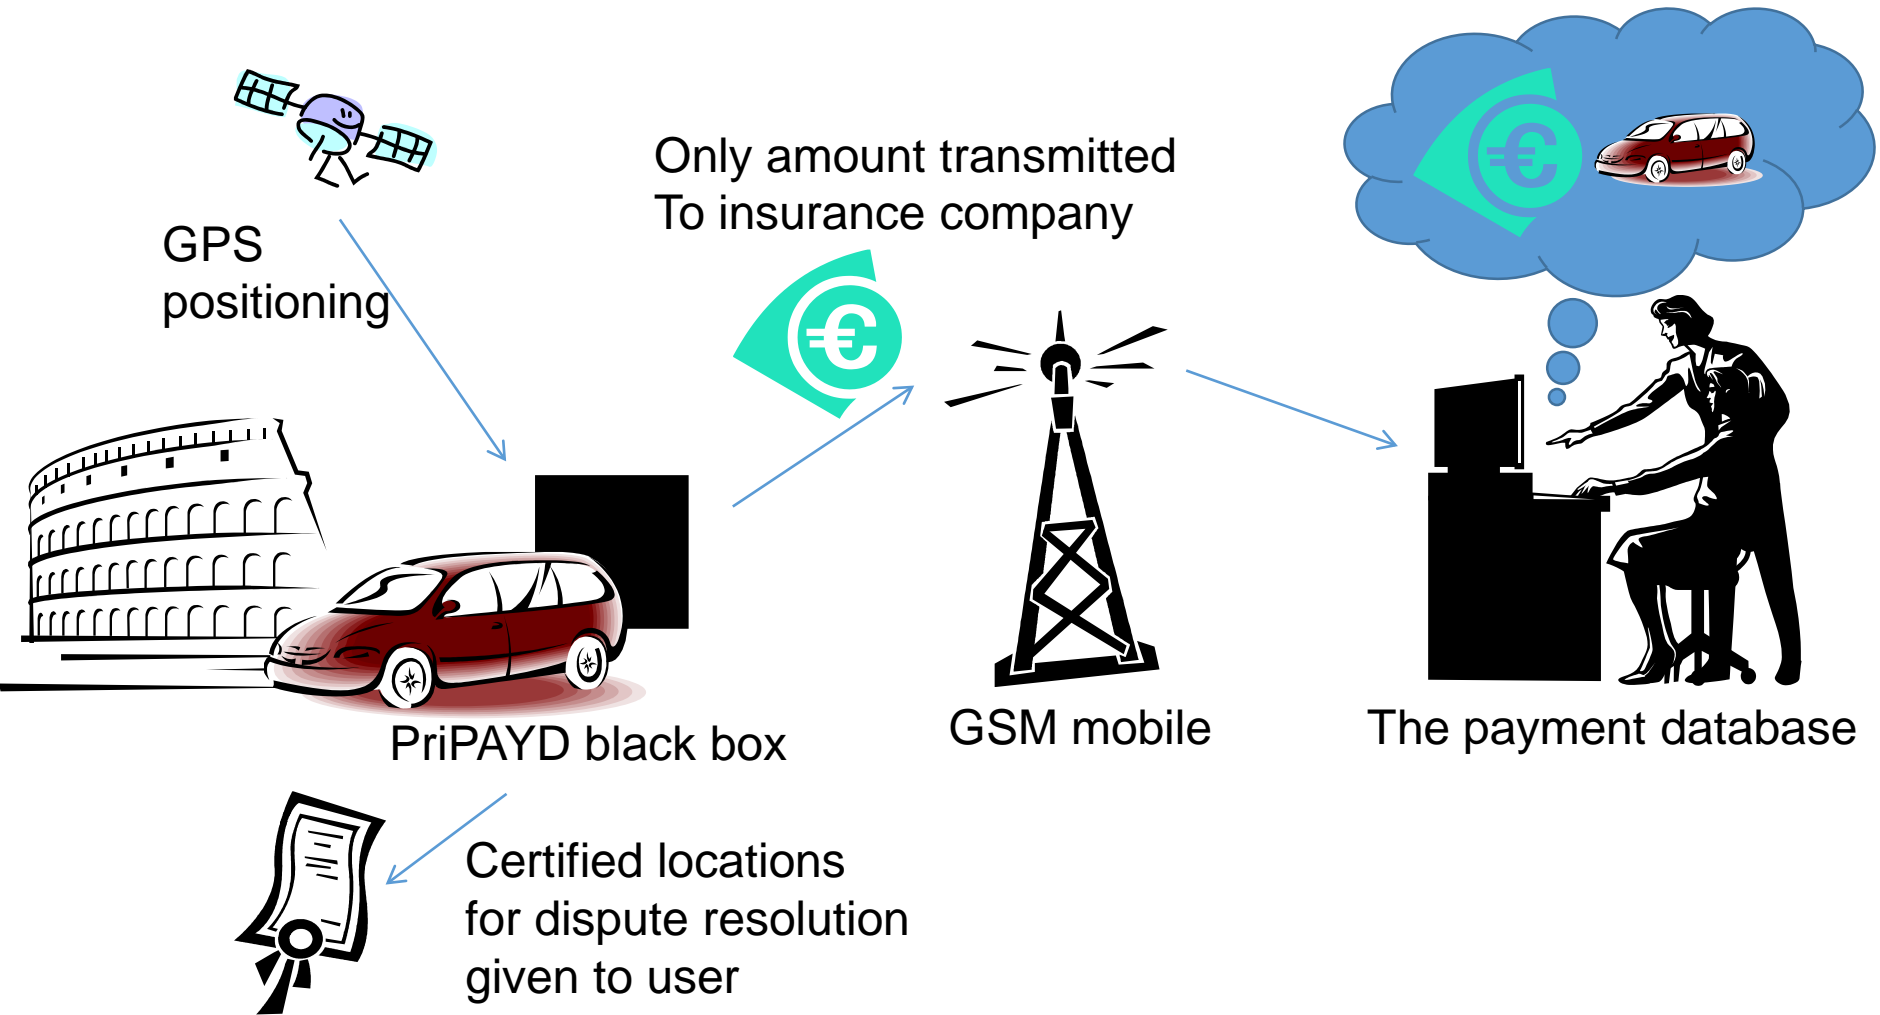 Only amount transmitted
To insurance company
GPS
positioning
€
€
PriPAYD black box
GSM mobile
The payment database
Certified locations
for dispute resolution
given to user